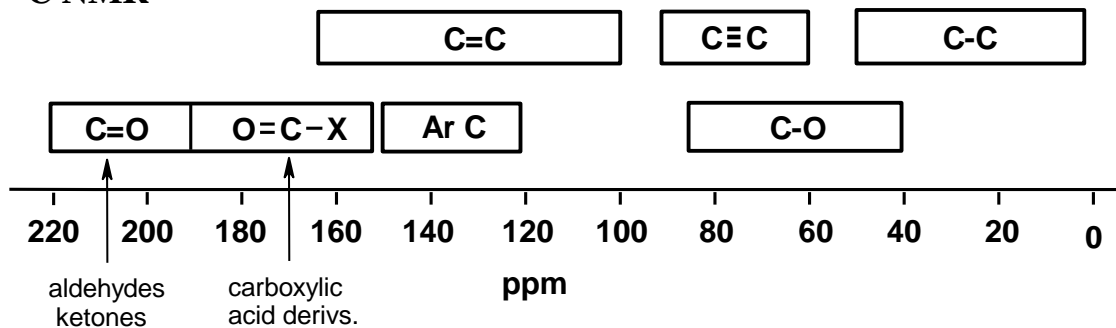 C NMR
C=C C≡C C-C
C=O O=C-X Ar C C-O
220 200 180 160 140 120 100 80 60 40 20 0
aldehydes carboxylic ppm
ketones acid derivs.